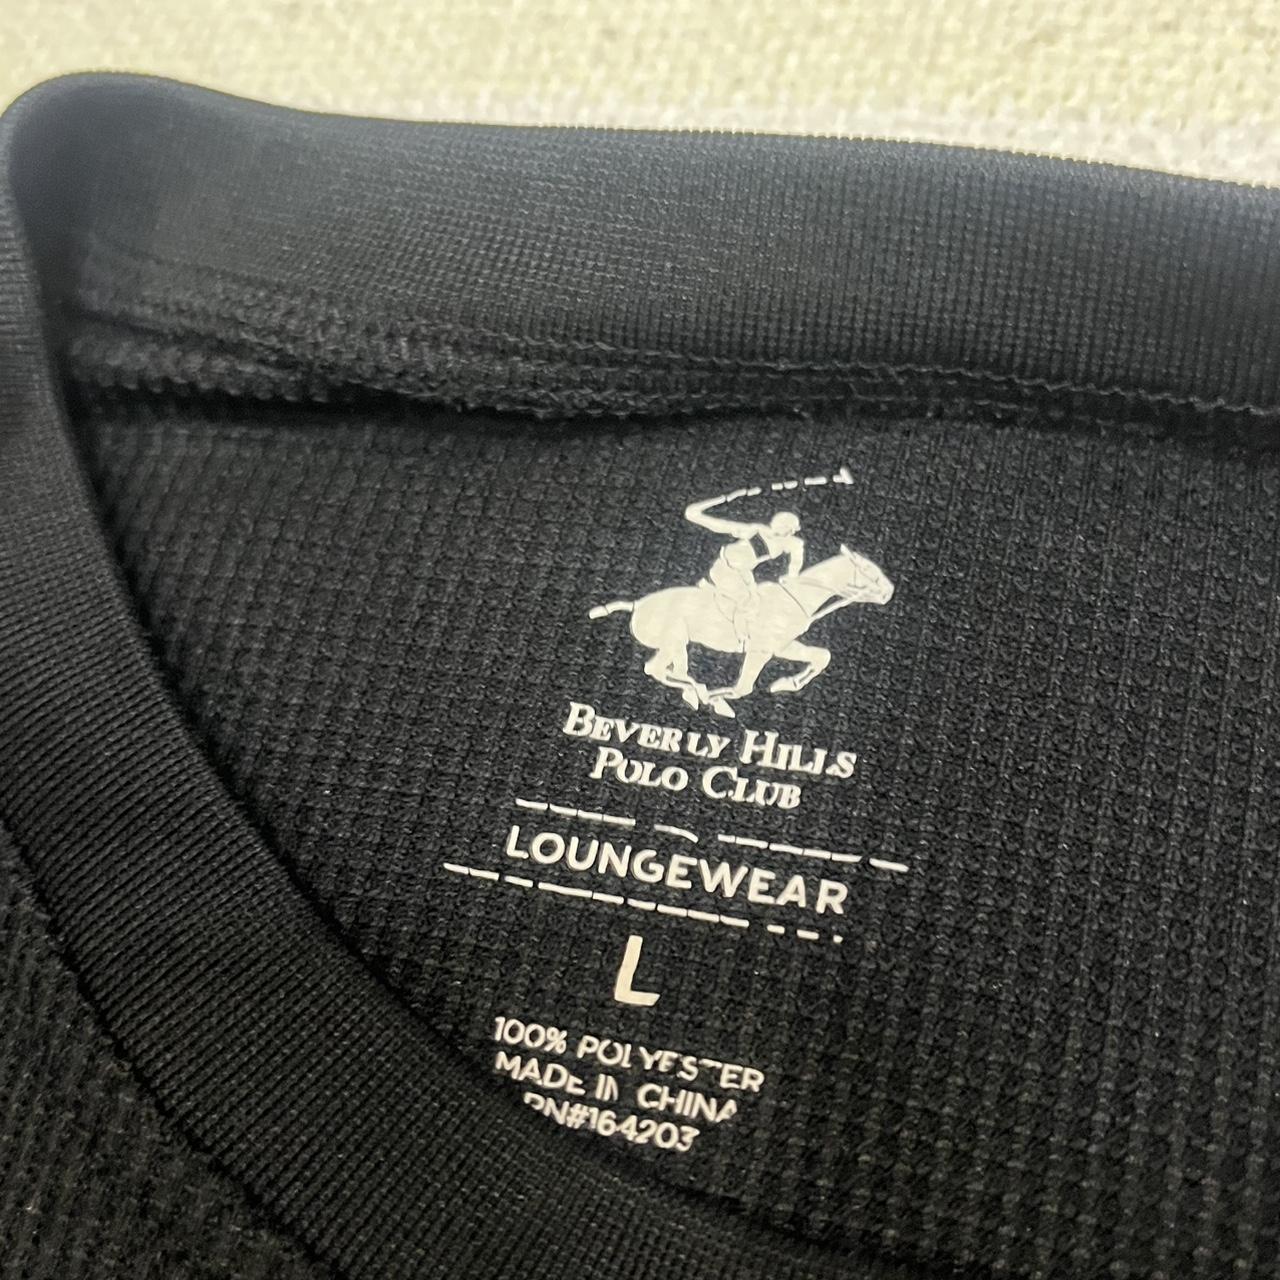 BEVERLY HILLS
POLO CLUB
LOUNGEWEAR
L
100% POLYESTER
MADE IN CHINA
RN#164203